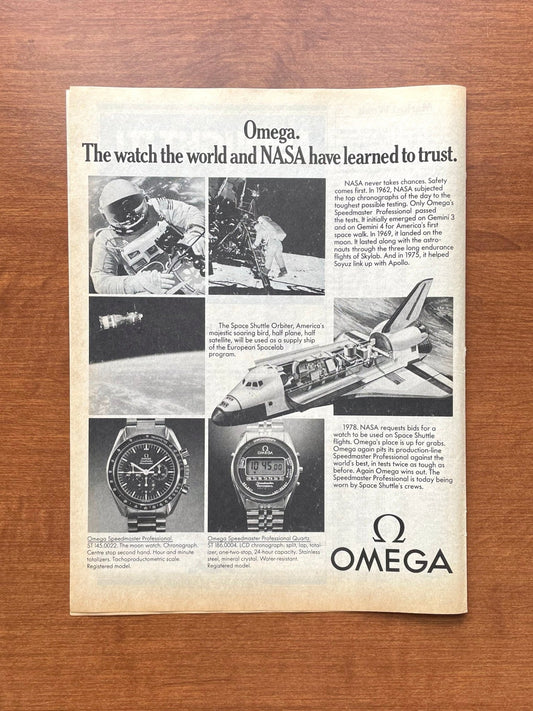 Omega.
The watch the world and NASA have learned to trust.
NASA never takes chances. Safety
comes first. In 1962, NASA subjected
the top chronographs of the day to the
toughest possible testing. Only Omega's
Speedmaster Professional passed
the tests. It initially emerged on Gemini 3
and on Gemini 4 for America's first
space walk. In 1969, it landed on the
moon. It lasted along with the astro-
nauts through the three long endurance
flights of Skylab. And in 1975, it helped
Soyuz link up with Apollo.
The Space Shuttle Orbiter, America's
majestic soaring bird, half plane, half
satellite, will be used as a supply ship
of the European Spacelab
program.
1978. NASA requests bids for a
watch to be used on Space Shuttle
flights. Omega's place is up for grabs.
Omega again pits its production-line
Speedmaster Professional against the
world's best, in tests twice as tough as
before. Again Omega wins out. The
Speedmaster Professional is today being
worn by Space Shuttle's crews.
OMEGA
10:45 00
Omega Speedmaster Professional.
ST 145.0022. The moon watch. Chronograph.
Centre stop second hand. Hour and minute
totalizers. Tachoproductometric scale.
Registered model.
Omega Speedmaster Professional Quartz.
ST 186.0004. LCD chronograph, split, lap, total-
izer, one-two-stop, 24-hour capacity. Stainless
steel, mineral crystal. Water-resistant.
Registered model.
Ω
OMEGA